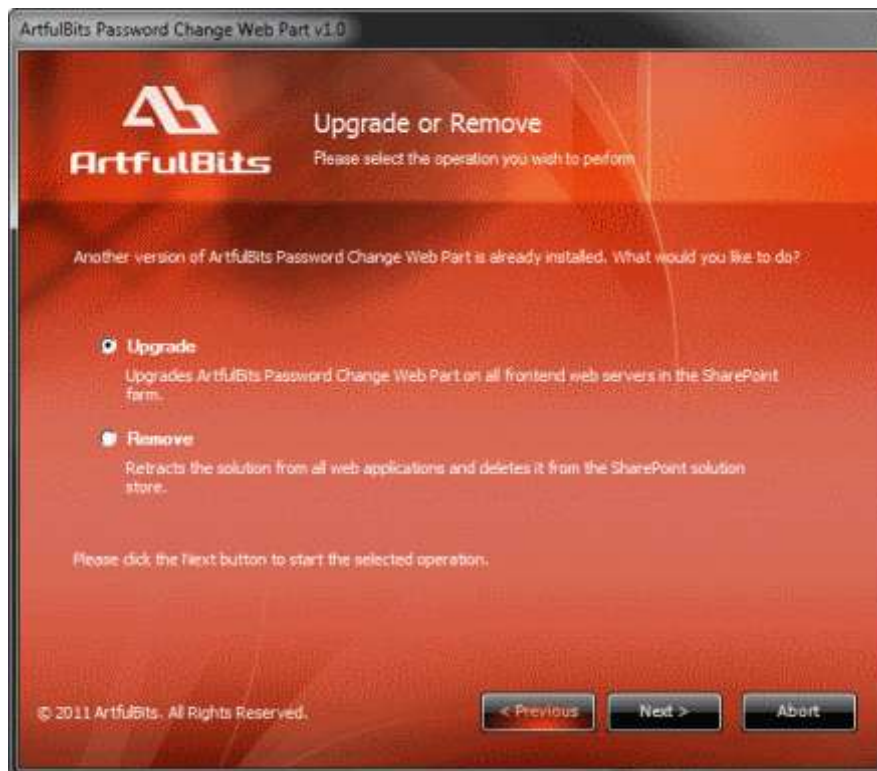 ArtfulBits Password Change Web Part v1.0
ArtfulBits
Upgrade or Remove
Please select the operation you wish to perform
Another version of ArtfulBits Password Change Web Part is already installed. What would you like to do?
Upgrade
Upgrades ArtfulBits Password Change Web Part on all frontend web servers in the SharePoint
farm.
Remove
Retracts the solution from all web applications and deletes it from the SharePoint solution
store.
Please click the Next button to start the selected operation.
© 2011 ArtfulBits. All Rights Reserved.
< Previous
Next >
Abort